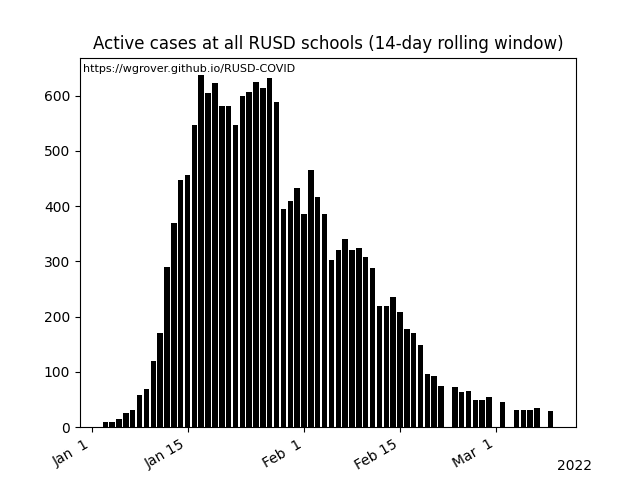 Active cases at all RUSD schools (14-day rolling window)
https://wgrover.github.io/RUSD-COVID
600
500
400
300
200
100
0
Jan 1
Jan 15
Feb 1
Feb 15
Mar 1
2022